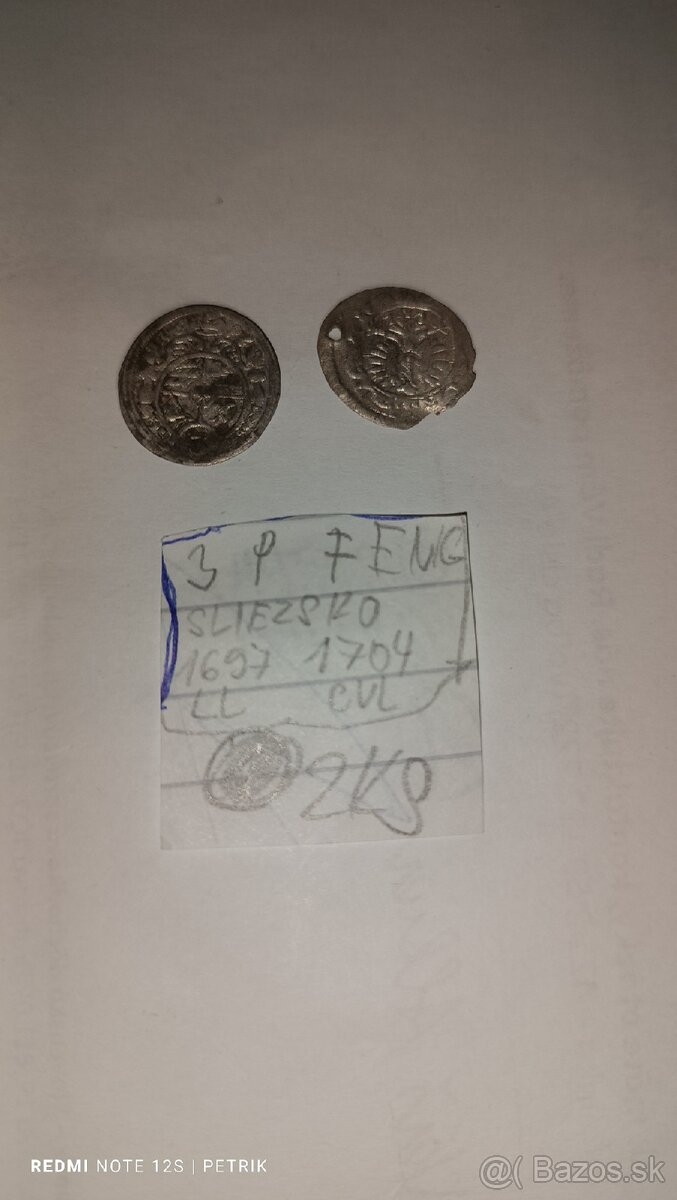 3 P FENG
SLIEZSKO
1697 1704
LL CVL
2KS
REDMI NOTE 12S | PETRIK
@( Bazos.sk